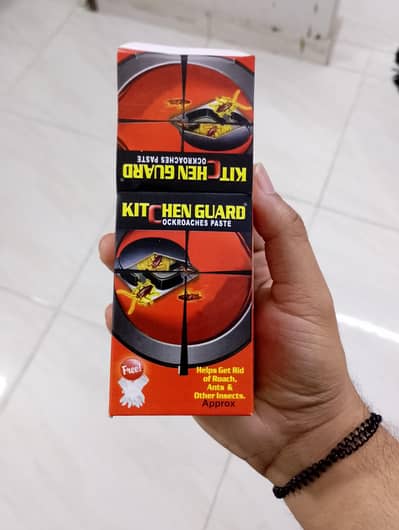 KITCHEN GUARD
OCKROACHES PASTE
KITCHEN GUARD®
OCKROACHES PASTE
Free!
Helps Get Rid
of Roach,
Ants &
Other Insects.
Approx